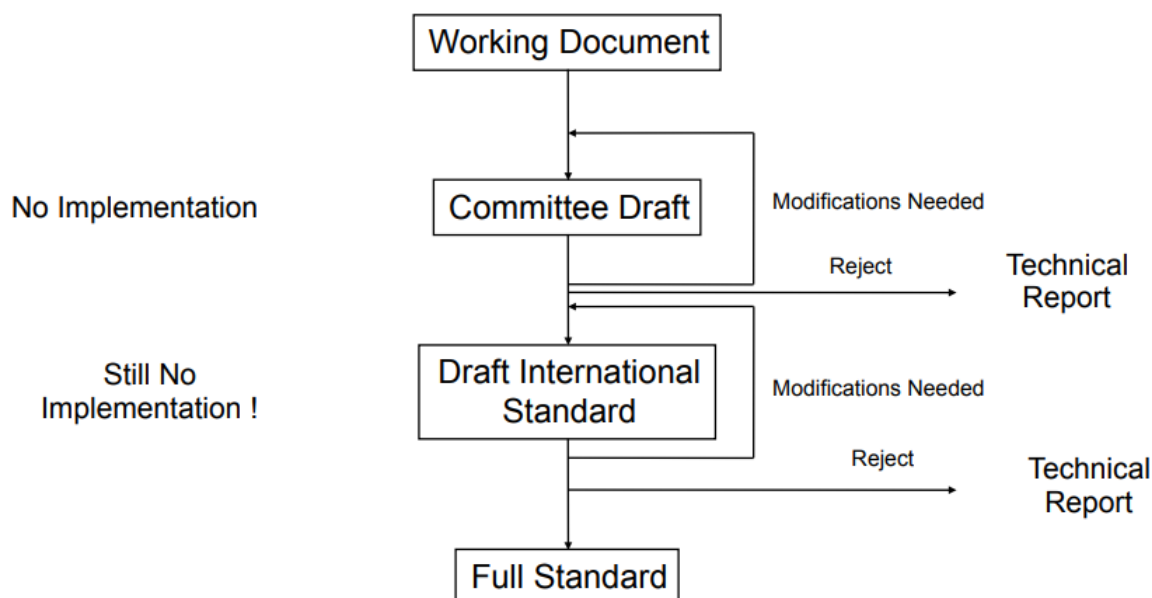 Working Document
No Implementation
Committee Draft
Modifications Needed
Reject
Technical
Report
Still No
Implementation !
Draft International
Standard
Modifications Needed
Reject
Technical
Report
Full Standard